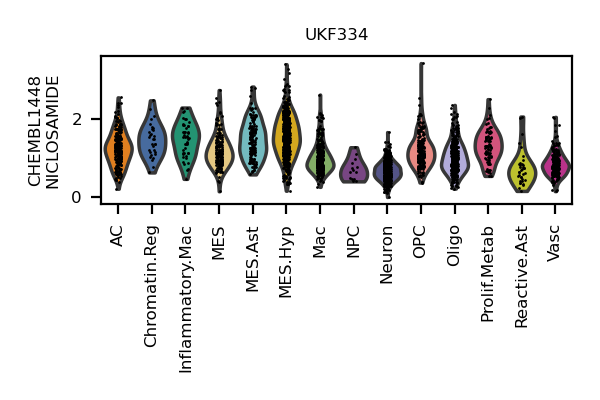 UKF334
CHEMBL1448
NICLOSAMIDE
2
0
AC
Chromatin.Reg
Inflammatory.Mac
MES
MES.Ast
MES.Hyp
Mac
NPC
Neuron
OPC
Oligo
Prolif.Metab
Reactive.Ast
Vasc